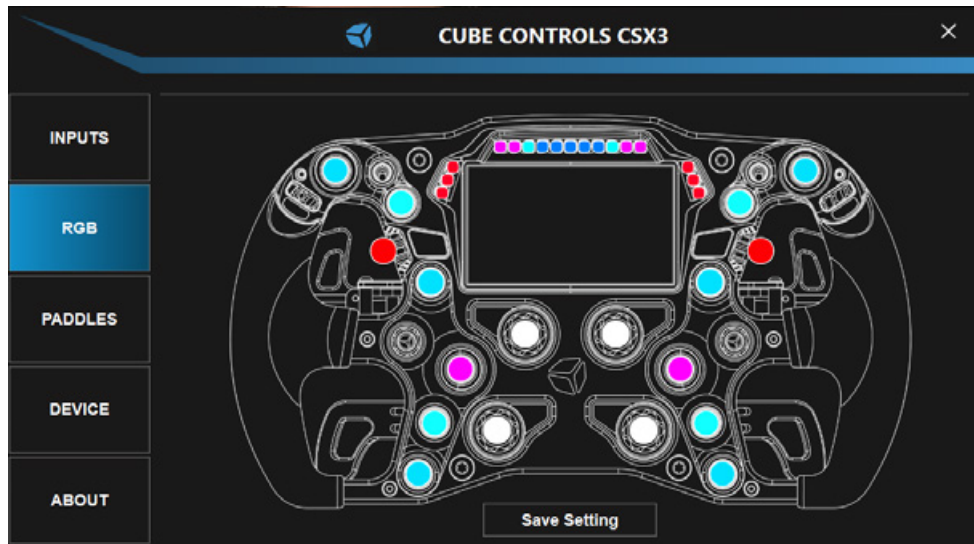 CUBE CONTROLS CSX3
INPUTS
RGB
PADDLES
DEVICE
ABOUT
Save Setting